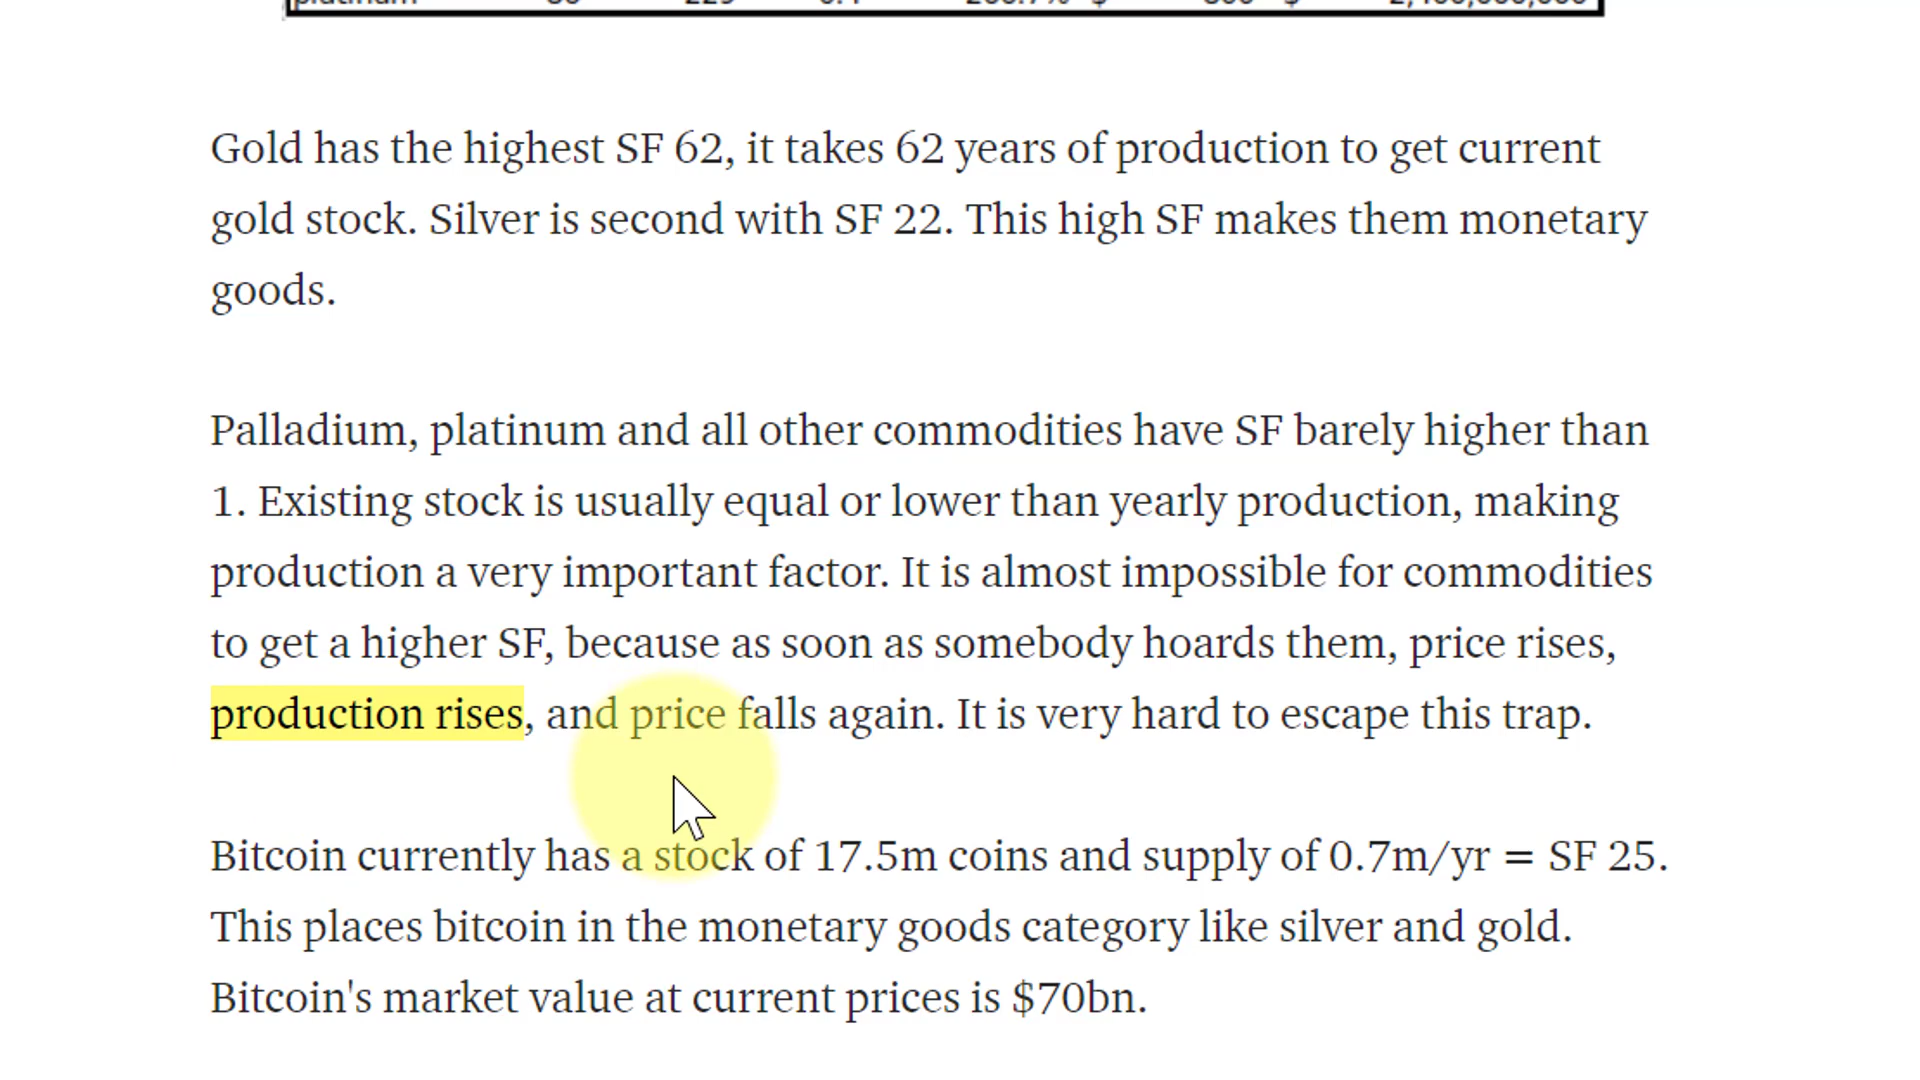 Gold has the highest SF 62, it takes 62 years of production to get current
gold stock. Silver is second with SF 22. This high SF makes them monetary
goods.
Palladium, platinum and all other commodities have SF barely higher than
1. Existing stock is usually equal or lower than yearly production, making
production a very important factor. It is almost impossible for commodities
to get a higher SF, because as soon as somebody hoards them, price rises,
production rises, and price falls again. It is very hard to escape this trap.
Bitcoin currently has a stock of 17.5m coins and supply of 0.7m/yr = SF 25.
This places bitcoin in the monetary goods category like silver and gold.
Bitcoin's market value at current prices is $70bn.